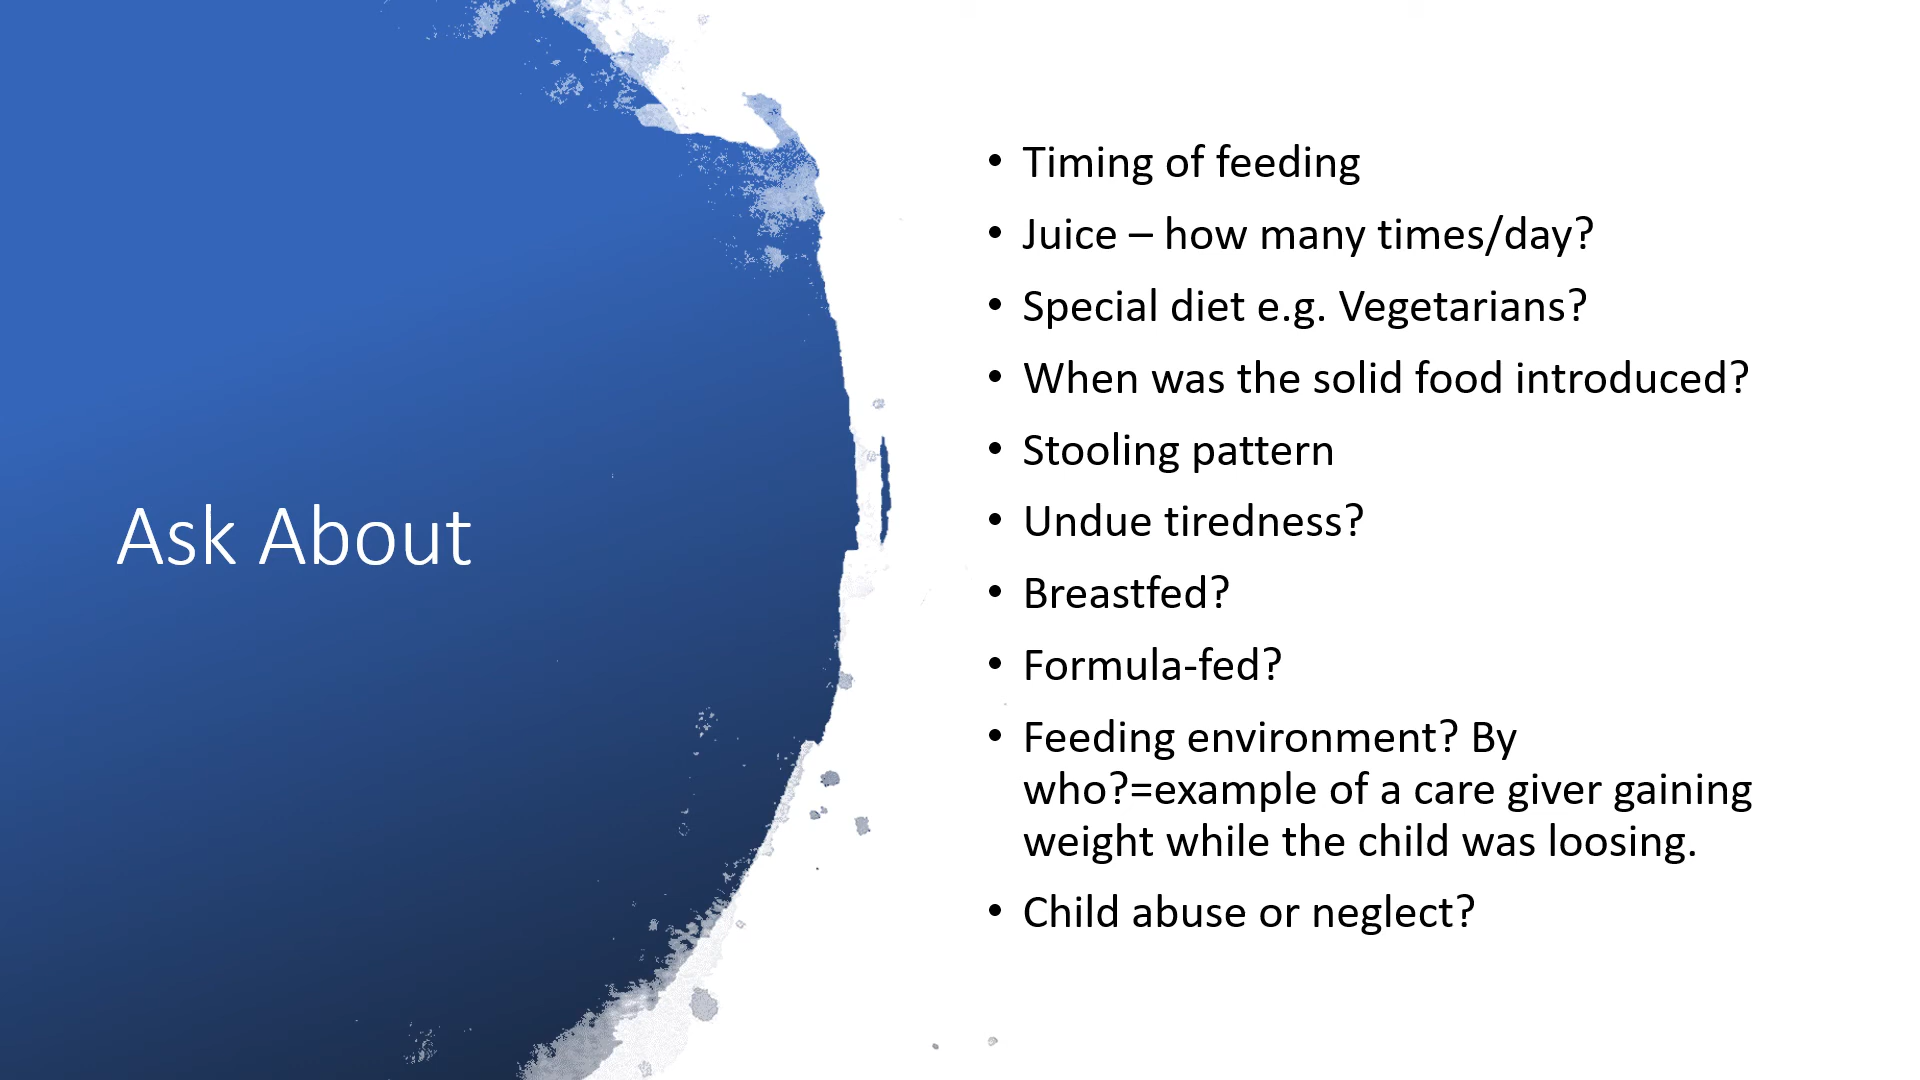 Ask About
• Timing of feeding
• Juice – how many times/day?
• Special diet e.g. Vegetarians?
• When was the solid food introduced?
• Stooling pattern
• Undue tiredness?
• Breastfed?
• Formula-fed?
• Feeding environment? By
who?=example of a care giver gaining
weight while the child was loosing.
• Child abuse or neglect?